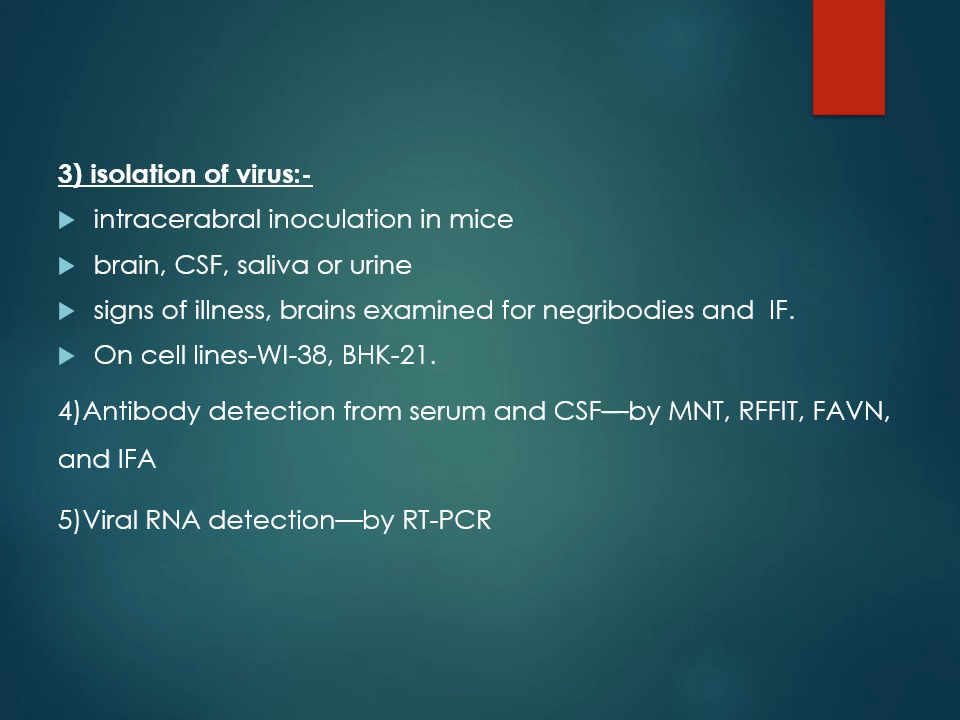 3) isolation of virus:-
intracerabral inoculation in mice
brain, CSF, saliva or urine
signs of illness, brains examined for negribodies and  IF.
On cell lines-WI-38, BHK-21.
4)Antibody detection from serum and CSF—by MNT, RFFIT, FAVN,
and IFA
5)Viral RNA detection—by RT-PCR